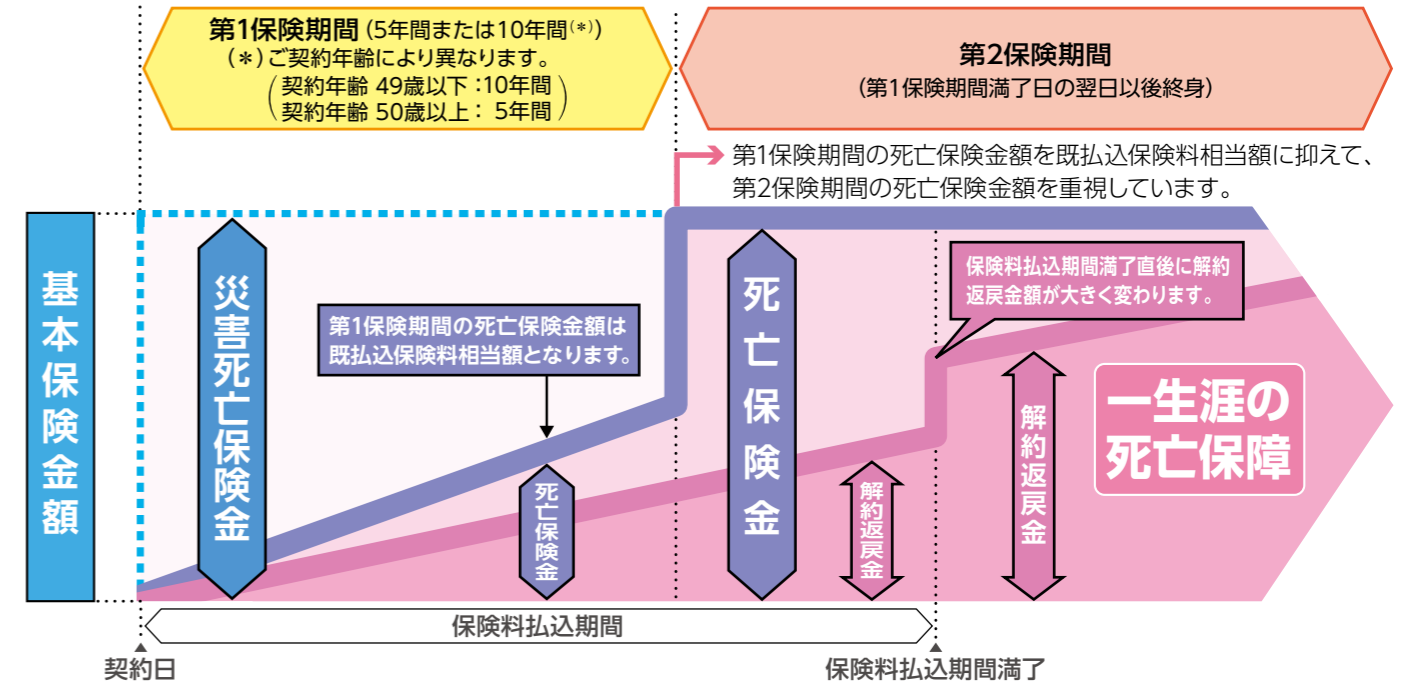 第1保険期間 (5年間または10年間(*))
(*)ご契約年齢により異なります。
(契約年齢 49歳以下:10年間
契約年齢 50歳以上: 5年間)
第2保険期間
(第1保険期間満了日の翌日以後終身)
第1保険期間の死亡保険金額を既払込保険料相当額に抑えて、
第2保険期間の死亡保険金額を重視しています。
基本保険金額
災害死亡保険金
第1保険期間の死亡保険金額は
既払込保険料相当額となります。
死亡保険金
死亡保険金
保険料払込期間満了直後に解約
返戻金額が大きく変わります。
解約返戻金
解約返戻金
一生涯の
死亡保障
保険料払込期間
契約日
保険料払込期間満了